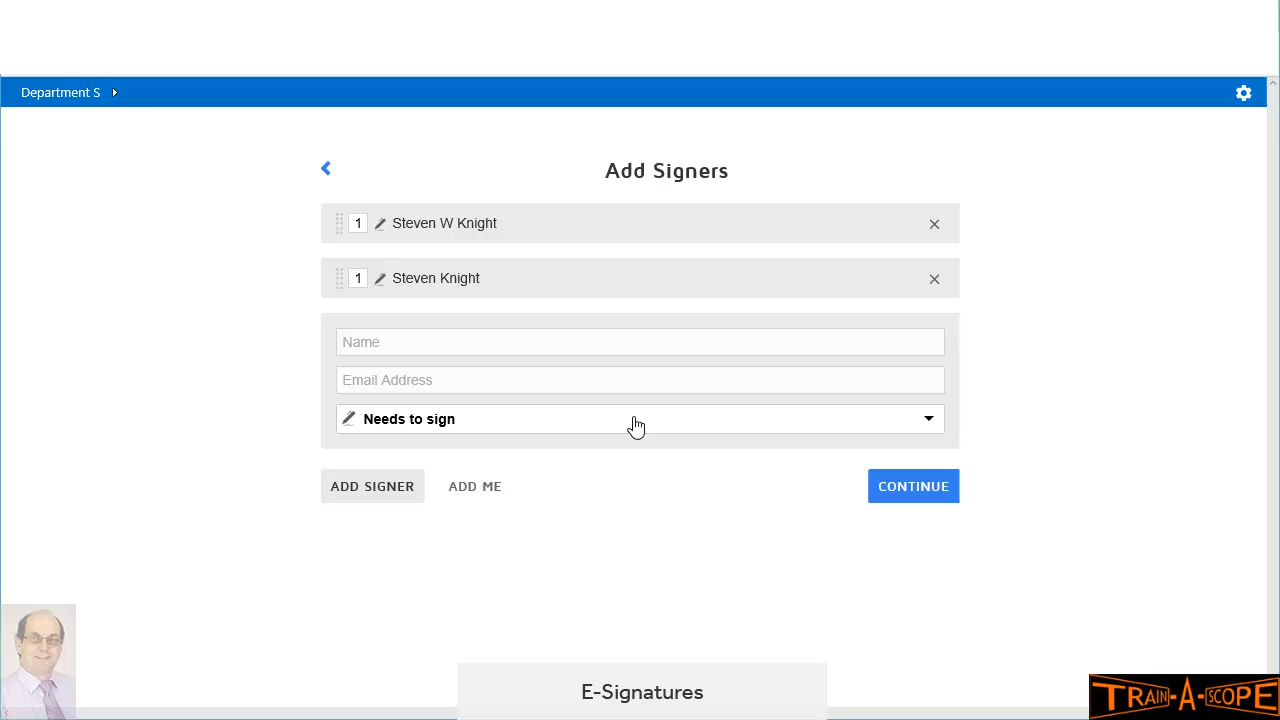 Department S
Add Signers
1 Steven W Knight
1 Steven Knight
Name
Email Address
Needs to sign
ADD SIGNER ADD ME CONTINUE
E-Signatures
TRAIN-A-SCOPE